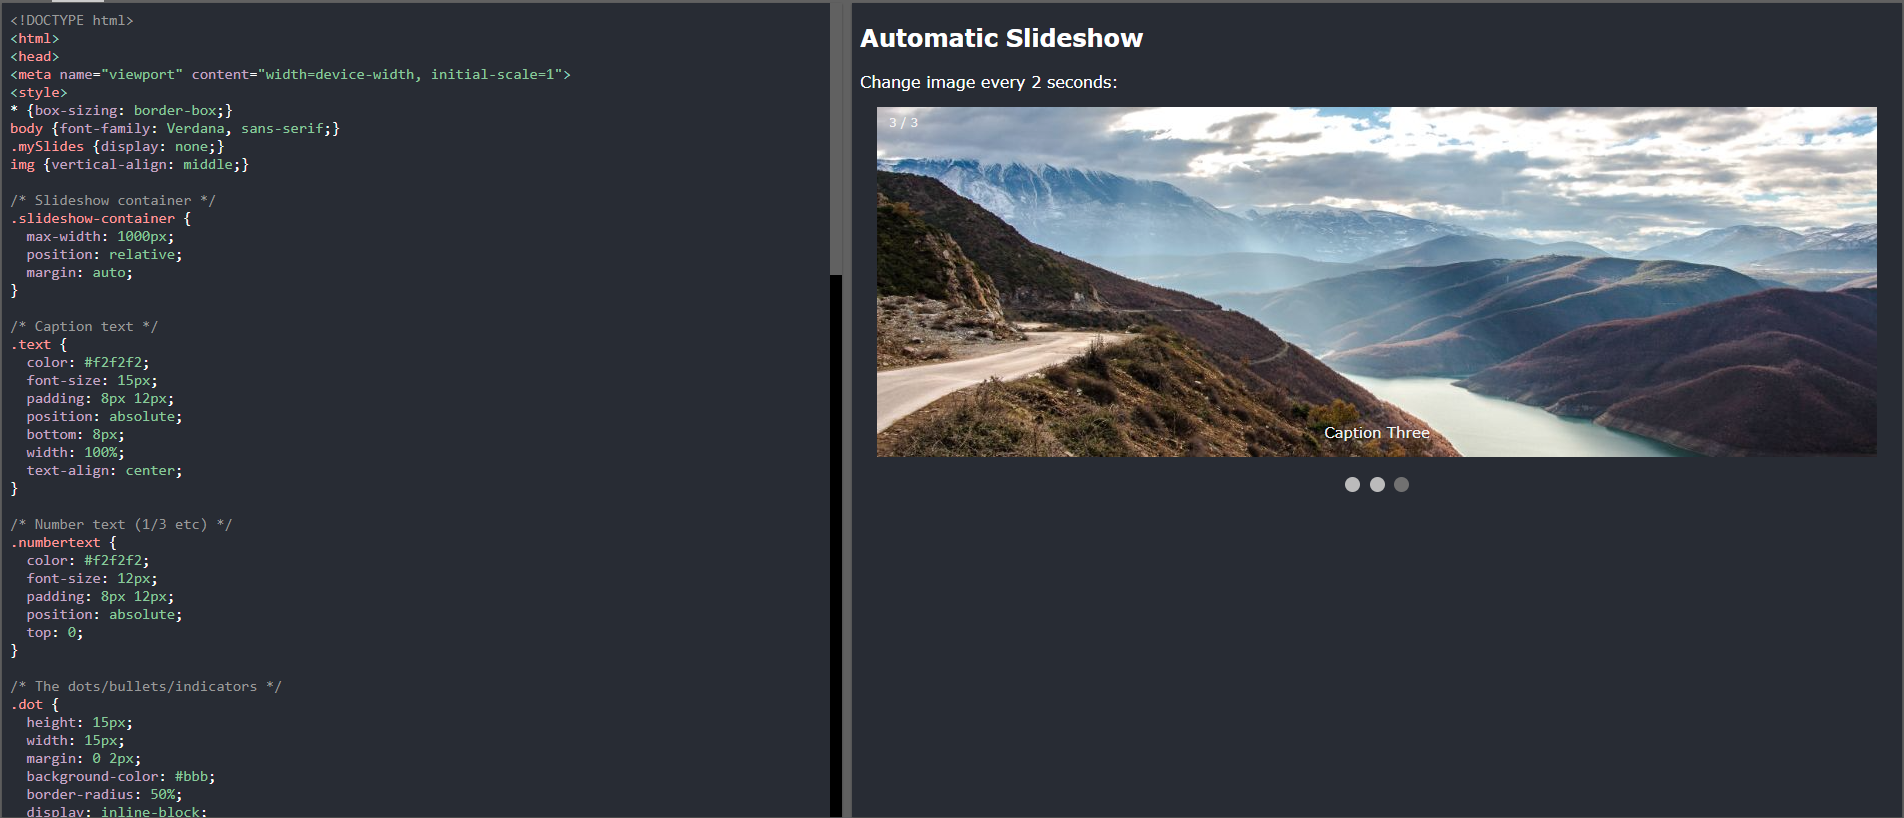 <!DOCTYPE html>
<html>
<head>
<meta name="viewport" content="width=device-width, initial-scale=1">
<style>
* {box-sizing: border-box;}
body {font-family: Verdana, sans-serif;}
.mySlides {display: none;}
img {vertical-align: middle;}

/* Slideshow container */
.slideshow-container {
  max-width: 1000px;
  position: relative;
  margin: auto;
}

/* Caption text */
.text {
  color: #f2f2f2;
  font-size: 15px;
  padding: 8px 12px;
  position: absolute;
  bottom: 8px;
  width: 100%;
  text-align: center;
}

/* Number text (1/3 etc) */
.numbertext {
  color: #f2f2f2;
  font-size: 12px;
  padding: 8px 12px;
  position: absolute;
  top: 0;
}

/* The dots/bullets/indicators */
.dot {
  height: 15px;
  width: 15px;
  margin: 0 2px;
  background-color: #bbb;
  border-radius: 50%;
  display: inline-block;
Automatic Slideshow
Change image every 2 seconds:
3 / 3
Caption Three